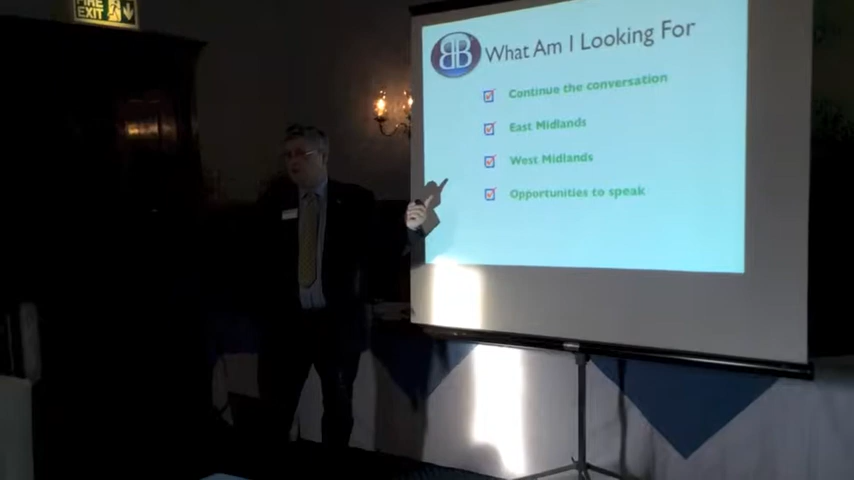 FIRE
EXIT
BB
What Am I Looking For
Continue the conversation
East Midlands
West Midlands
Opportunities to speak